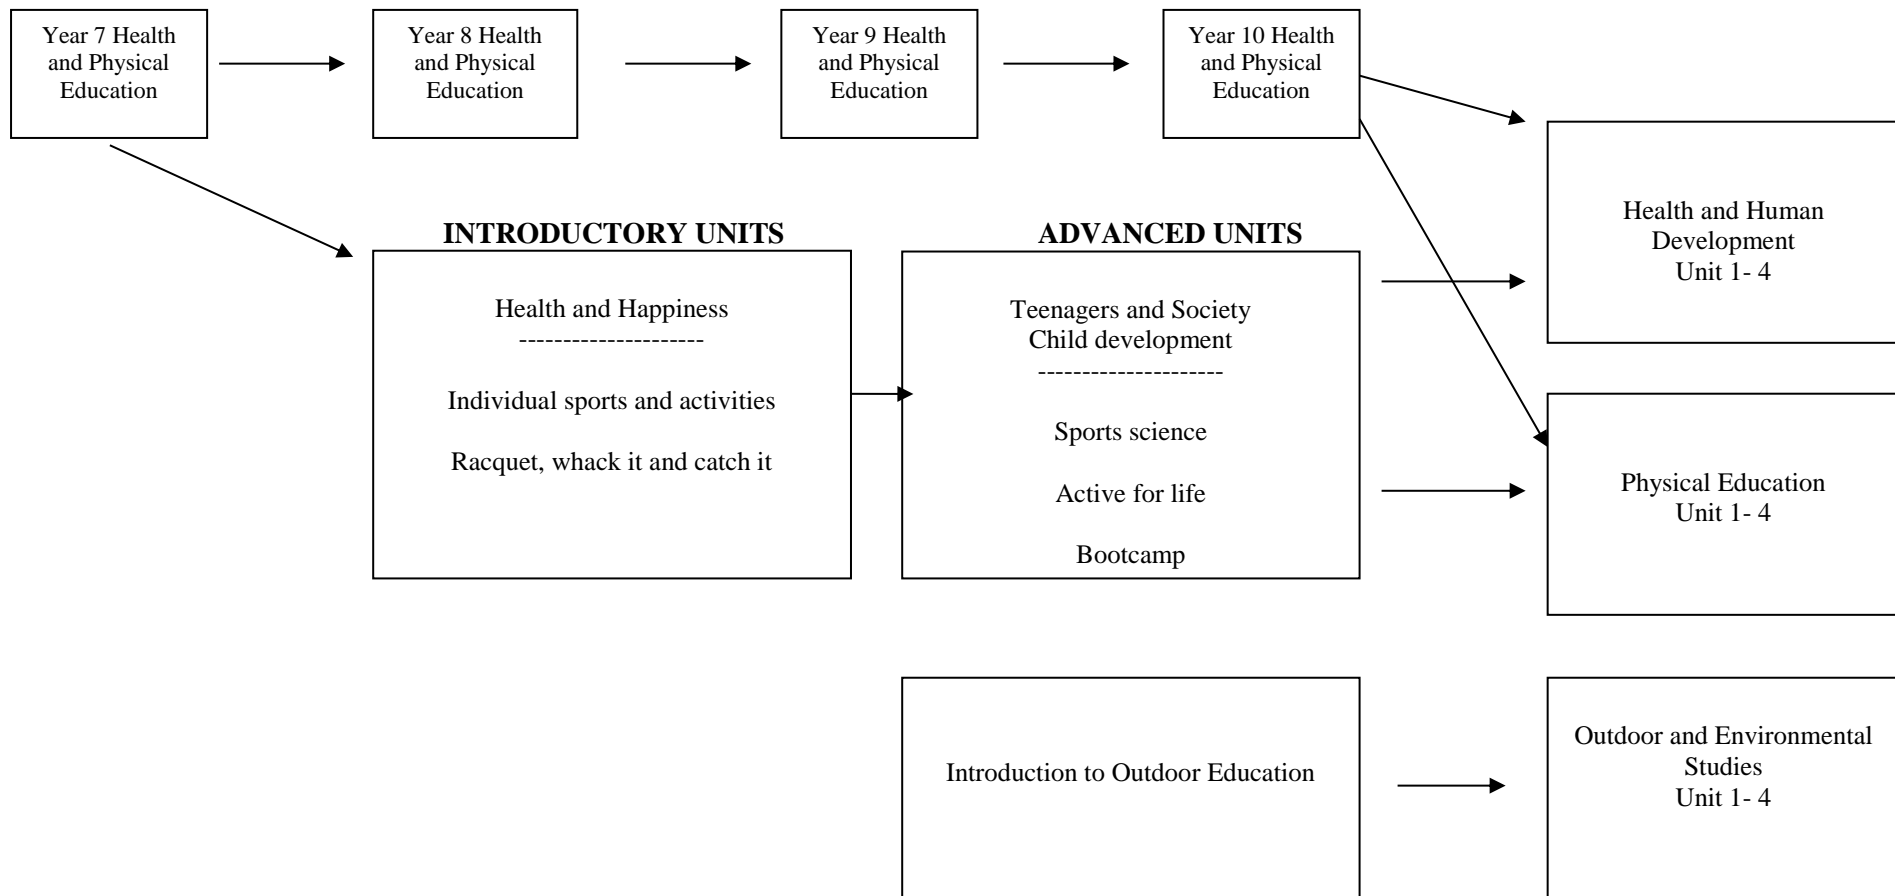 Year 7 Health
and Physical
Education
Year 8 Health
and Physical
Education
Year 9 Health
and Physical
Education
Year 10 Health
and Physical
Education
INTRODUCTORY UNITS
Health and Happiness
---------------------
Individual sports and activities
Racquet, whack it and catch it
ADVANCED UNITS
Teenagers and Society
Child development
---------------------
Sports science
Active for life
Bootcamp
Health and Human
Development
Unit 1- 4
Physical Education
Unit 1- 4
Introduction to Outdoor Education
Outdoor and Environmental
Studies
Unit 1- 4